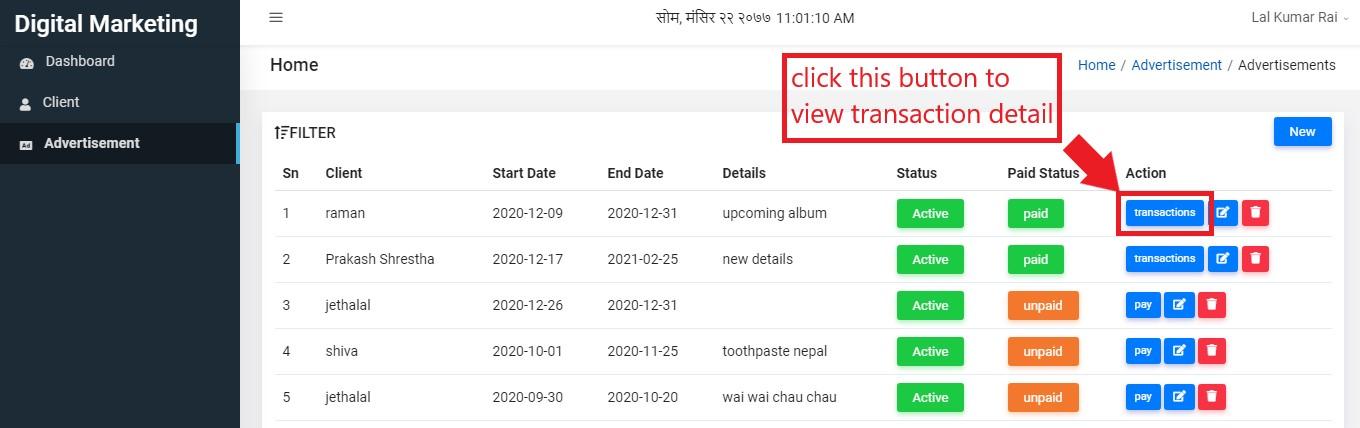 Digital Marketing
सोम, मंसिर २२ २०७७ 11:01:10 AM
Lal Kumar Rai
Dashboard
Client
Advertisement
Home
Home / Advertisement / Advertisements
click this button to
view transaction detail
FILTER
New
Sn Client Start Date End Date Details Status Paid Status Action
1 raman 2020-12-09 2020-12-31 upcoming album Active paid transactions
2 Prakash Shrestha 2020-12-17 2021-02-25 new details Active paid transactions
3 jethalal 2020-12-26 2020-12-31 Active unpaid pay
4 shiva 2020-10-01 2020-11-25 toothpaste nepal Active unpaid pay
5 jethalal 2020-09-30 2020-10-20 wai wai chau chau Active unpaid pay